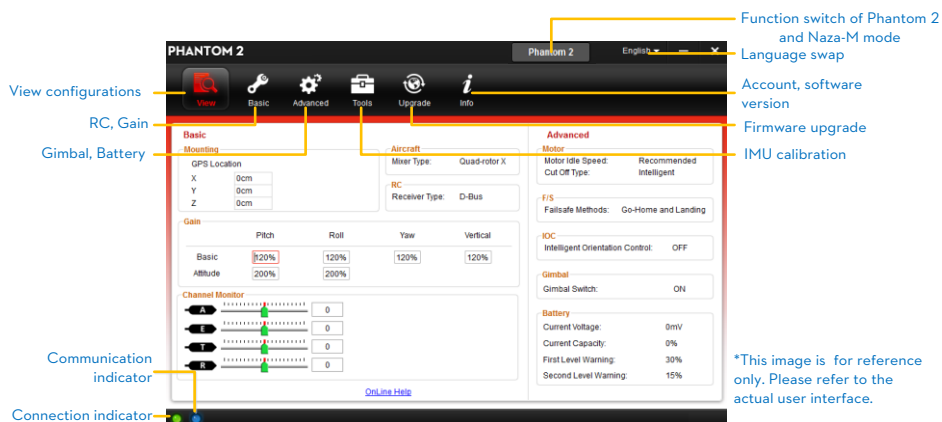 Function switch of Phantom 2
and Naza-M mode
PHANTOM 2
Phantom 2
English
Language swap
View configurations
View
Basic
Advanced
Tools
Upgrade
Info
Account, software
version
RC, Gain
Firmware upgrade
Gimbal, Battery
IMU calibration
Basic
Mounting
GPS Location
X 0cm
Y 0cm
Z 0cm
Aircraft
Mixer Type: Quad-rotor X
RC
Receiver Type: D-Bus
Gain
Pitch Roll Yaw Vertical
Basic 120% 120% 120% 120%
Attitude 200% 200%
Channel Monitor
A 0
E 0
T 0
R 0
OnLine Help
Advanced
Motor
Motor Idle Speed: Recommended
Cut Off Type: Intelligent
F/S
Failsafe Methods: Go-Home and Landing
IOC
Intelligent Orientation Control: OFF
Gimbal
Gimbal Switch: ON
Battery
Current Voltage: 0mV
Current Capacity: 0%
First Level Warning: 30%
Second Level Warning: 15%
Communication
indicator
Connection indicator
*This image is for reference
only. Please refer to the
actual user interface.